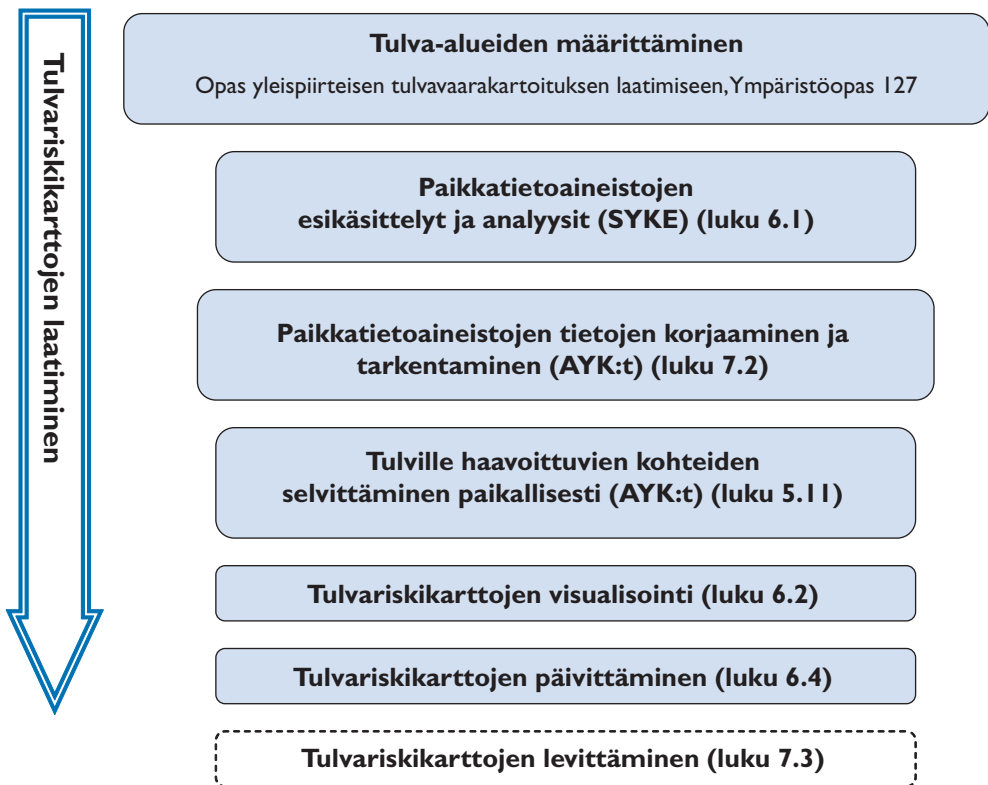 Tulvariskikarttojen laatiminen
Tulva-alueiden määrittäminen
Opas yleispiirteisen tulvavaarakartoituksen laatimiseen, Ympäristöopas 127
Paikkatietoaineistojen
esikäsittelyt ja analyysit (SYKE) (luku 6.1)
Paikkatietoaineistojen tietojen korjaaminen ja
tarkentaminen (AYK:t) (luku 7.2)
Tulville haavoittuvien kohteiden
selvittäminen paikallisesti (AYK:t) (luku 5.11)
Tulvariskikarttojen visualisointi (luku 6.2)
Tulvariskikarttojen päivittäminen (luku 6.4)
Tulvariskikarttojen levittäminen (luku 7.3)